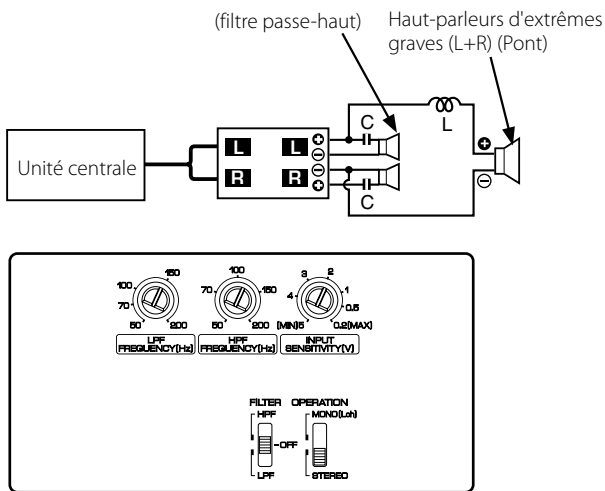 (filtre passe-haut)
Haut-parleurs d'extrêmes
graves (L+R) (Pont)
L
C
Unité centrale
L L ⊕
⊖
R R ⊖
⊕
C
⊕
⊖
100 150
70
50 200
LPF
FREQUENCY(Hz)
100
70 150
50 200
HPF
FREQUENCY(Hz)
3 2
4 1
0.5
(MIN)5 0.2(MAX)
INPUT
SENSITIVITY(V)
FILTER OPERATION
HPF MONO(Lch)
OFF
LPF STEREO